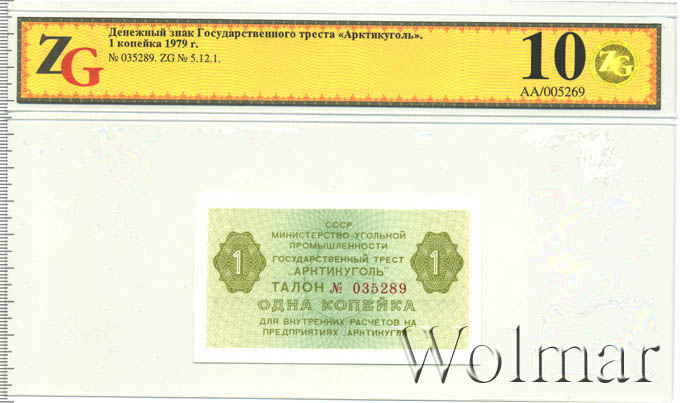 ZG
Денежный знак Государственного треста «Арктикуголь».
1 копейка 1979 г.
№ 035289. ZG № 5.12.1.
10
ZG
АА/005269
СССР
МИНИСТЕРСТВО УГОЛЬНОЙ
ПРОМЫШЛЕННОСТИ
ГОСУДАРСТВЕННЫЙ ТРЕСТ
„АРКТИКУГОЛЬ"
1
1
ТАЛОН № 035289
ОДНА КОПЕЙКА
ДЛЯ ВНУТРЕННИХ РАСЧЕТОВ НА
ПРЕДПРИЯТИЯХ „АРКТИКУГЛЯ"
Wolmar